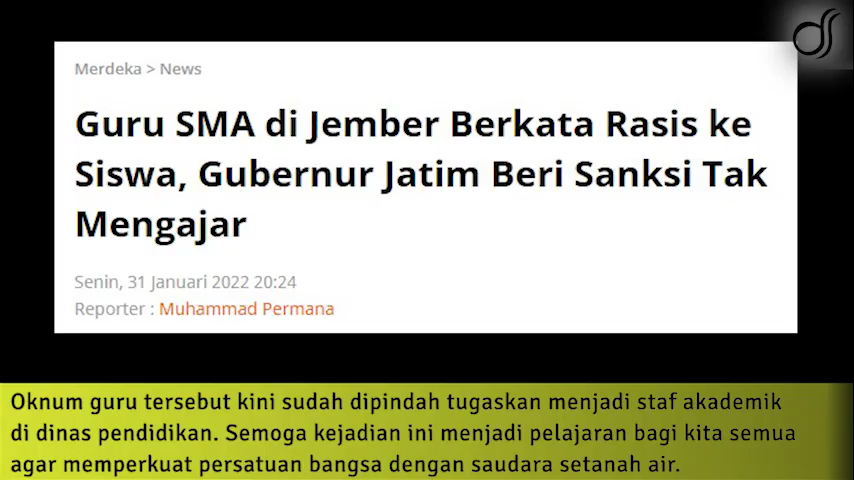 Merdeka > News
Guru SMA di Jember Berkata Rasis ke
Siswa, Gubernur Jatim Beri Sanksi Tak
Mengajar
Senin, 31 Januari 2022 20:24
Reporter : Muhammad Permana
Oknum guru tersebut kini sudah dipindah tugaskan menjadi staf akademik
di dinas pendidikan. Semoga kejadian ini menjadi pelajaran bagi kita semua
agar memperkuat persatuan bangsa dengan saudara setanah air.